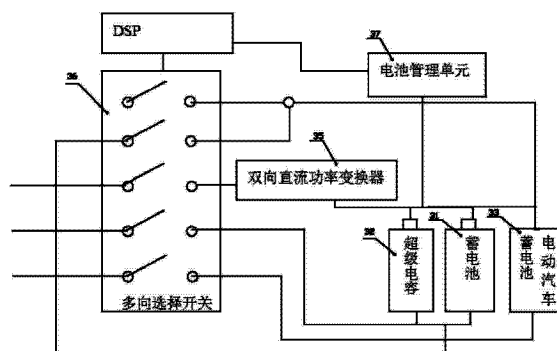 DSP
37
电池管理单元
36
35
双向直流功率变换器
32
超级电容
31
蓄电池
33
蓄电池
电动汽车
多向选择开关